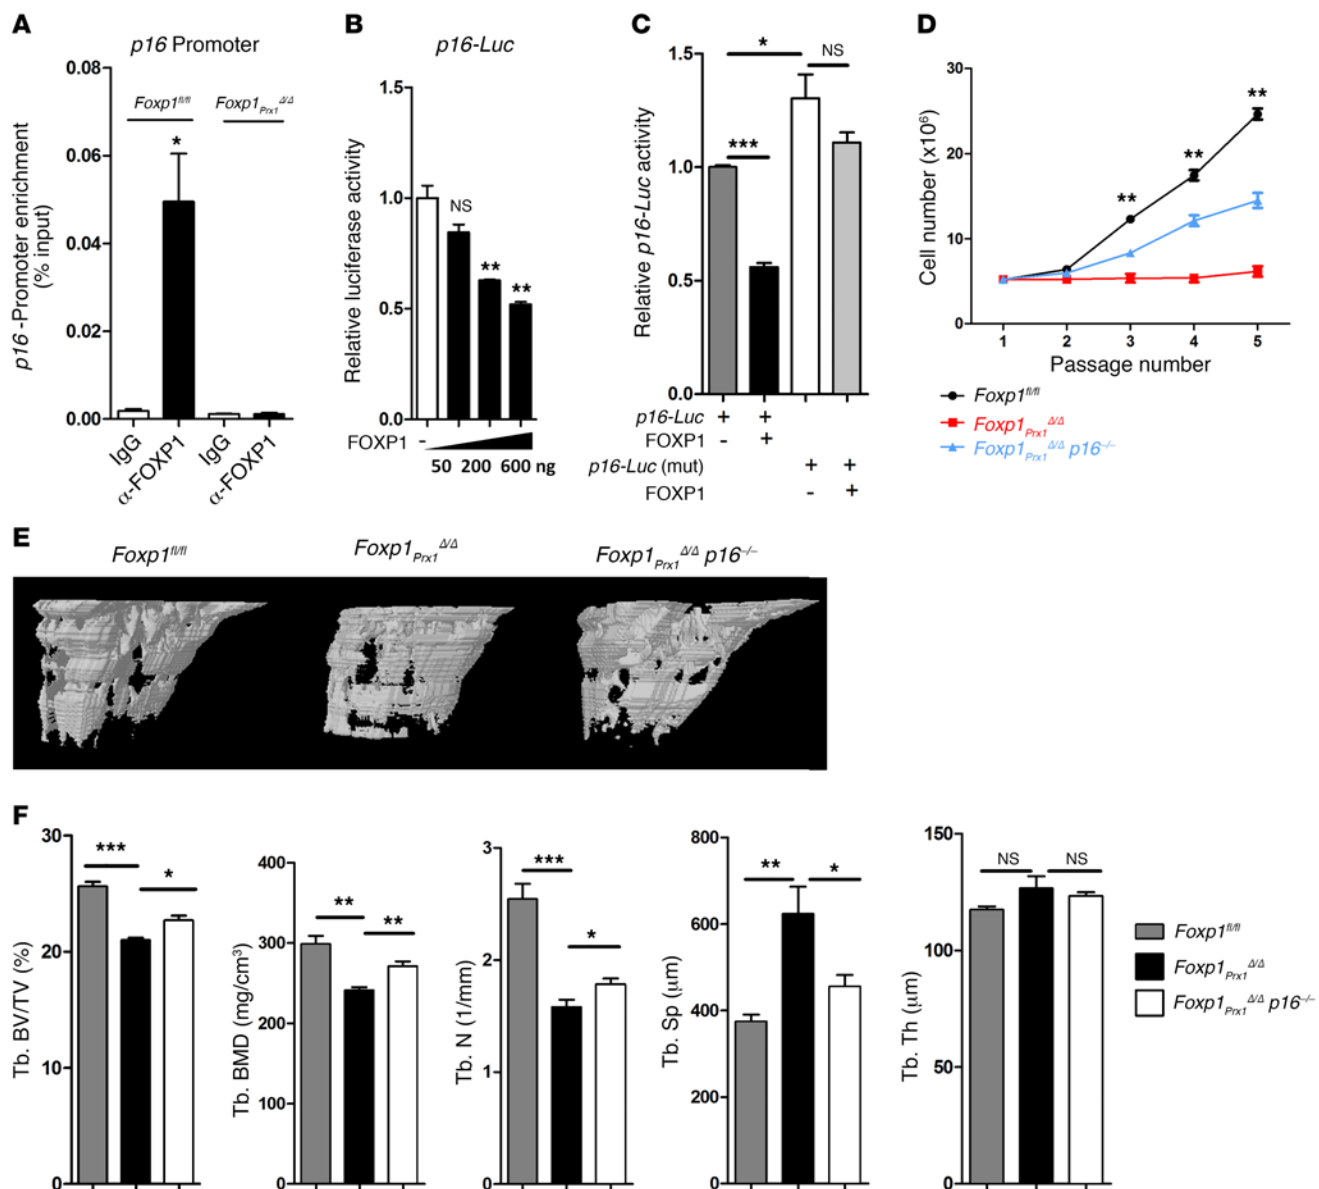 A
p16 Promoter
0.08
0.06
0.04
0.02
0.00
p16 -Promoter enrichment
(% input)
Foxp1fl/fl
Foxp1Prx1Δ/Δ
*
IgG
α-FOXP1
IgG
α-FOXP1
B
p16-Luc
1.5
1.0
0.5
0.0
Relative luciferase activity
NS
**
**
FOXP1
-
50 200 600 ng
C
1.5
1.0
0.5
0.0
Relative p16-Luc activity
*
NS
***
p16-Luc + +
FOXP1 - +
p16-Luc (mut) + +
FOXP1 - +
D
30
20
10
0
Cell number (x10⁶)
**
**
**
1 2 3 4 5
Passage number
Foxp1fl/fl
Foxp1Prx1Δ/Δ
Foxp1Prx1Δ/Δ p16–/–
E
Foxp1fl/fl
Foxp1Prx1Δ/Δ
Foxp1Prx1Δ/Δ p16–/–
F
30
20
10
0
Tb. BV/TV (%)
***
*
400
300
200
100
0
Tb. BMD (mg/cm³)
**
**
3
2
1
0
Tb. N (1/mm)
***
*
800
600
400
200
0
Tb. Sp (μm)
**
*
150
100
50
0
Tb. Th (μm)
NS
NS
Foxp1fl/fl
Foxp1Prx1Δ/Δ
Foxp1Prx1Δ/Δ p16–/–